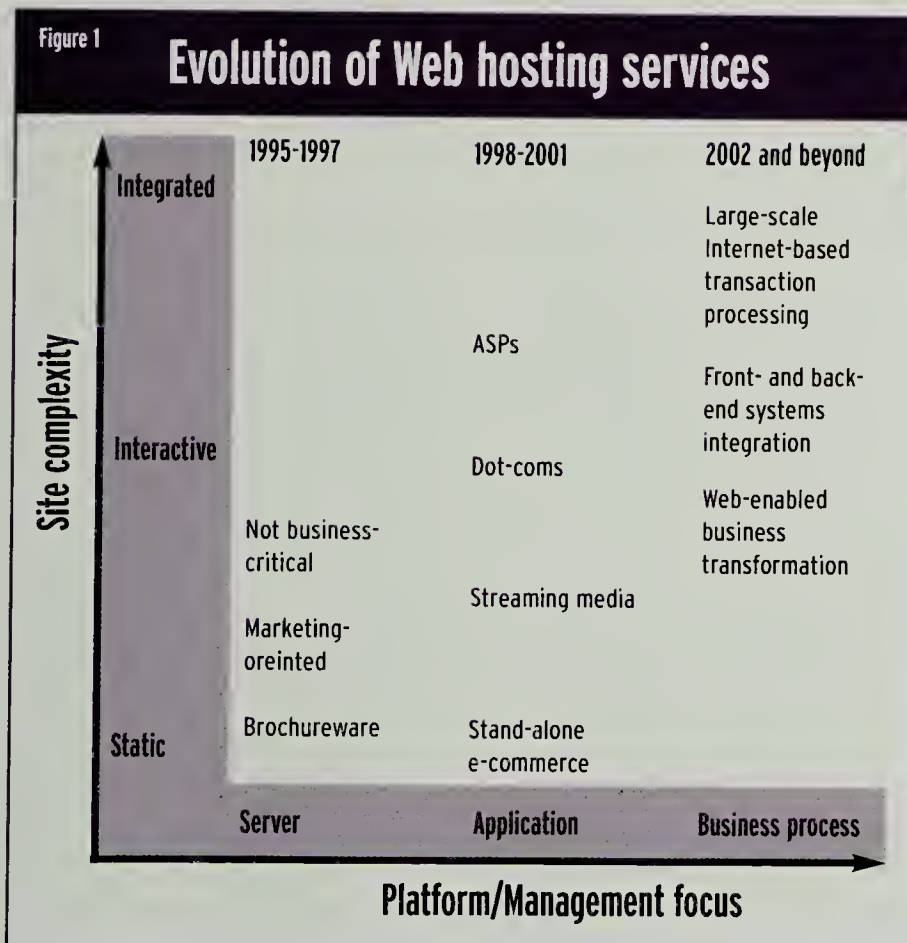 Figure 1
Evolution of Web hosting services
1995-1997
1998-2001
2002 and beyond
Integrated
Large-scale
Internet-based
transaction
processing
ASPs
Front- and back-
end systems
integration
Site complexity
Interactive
Dot-coms
Web-enabled
business
transformation
Not business-
critical
Streaming media
Marketing-
oreinted
Static
Brochureware
Stand-alone
e-commerce
Server
Application
Business process
Platform/Management focus